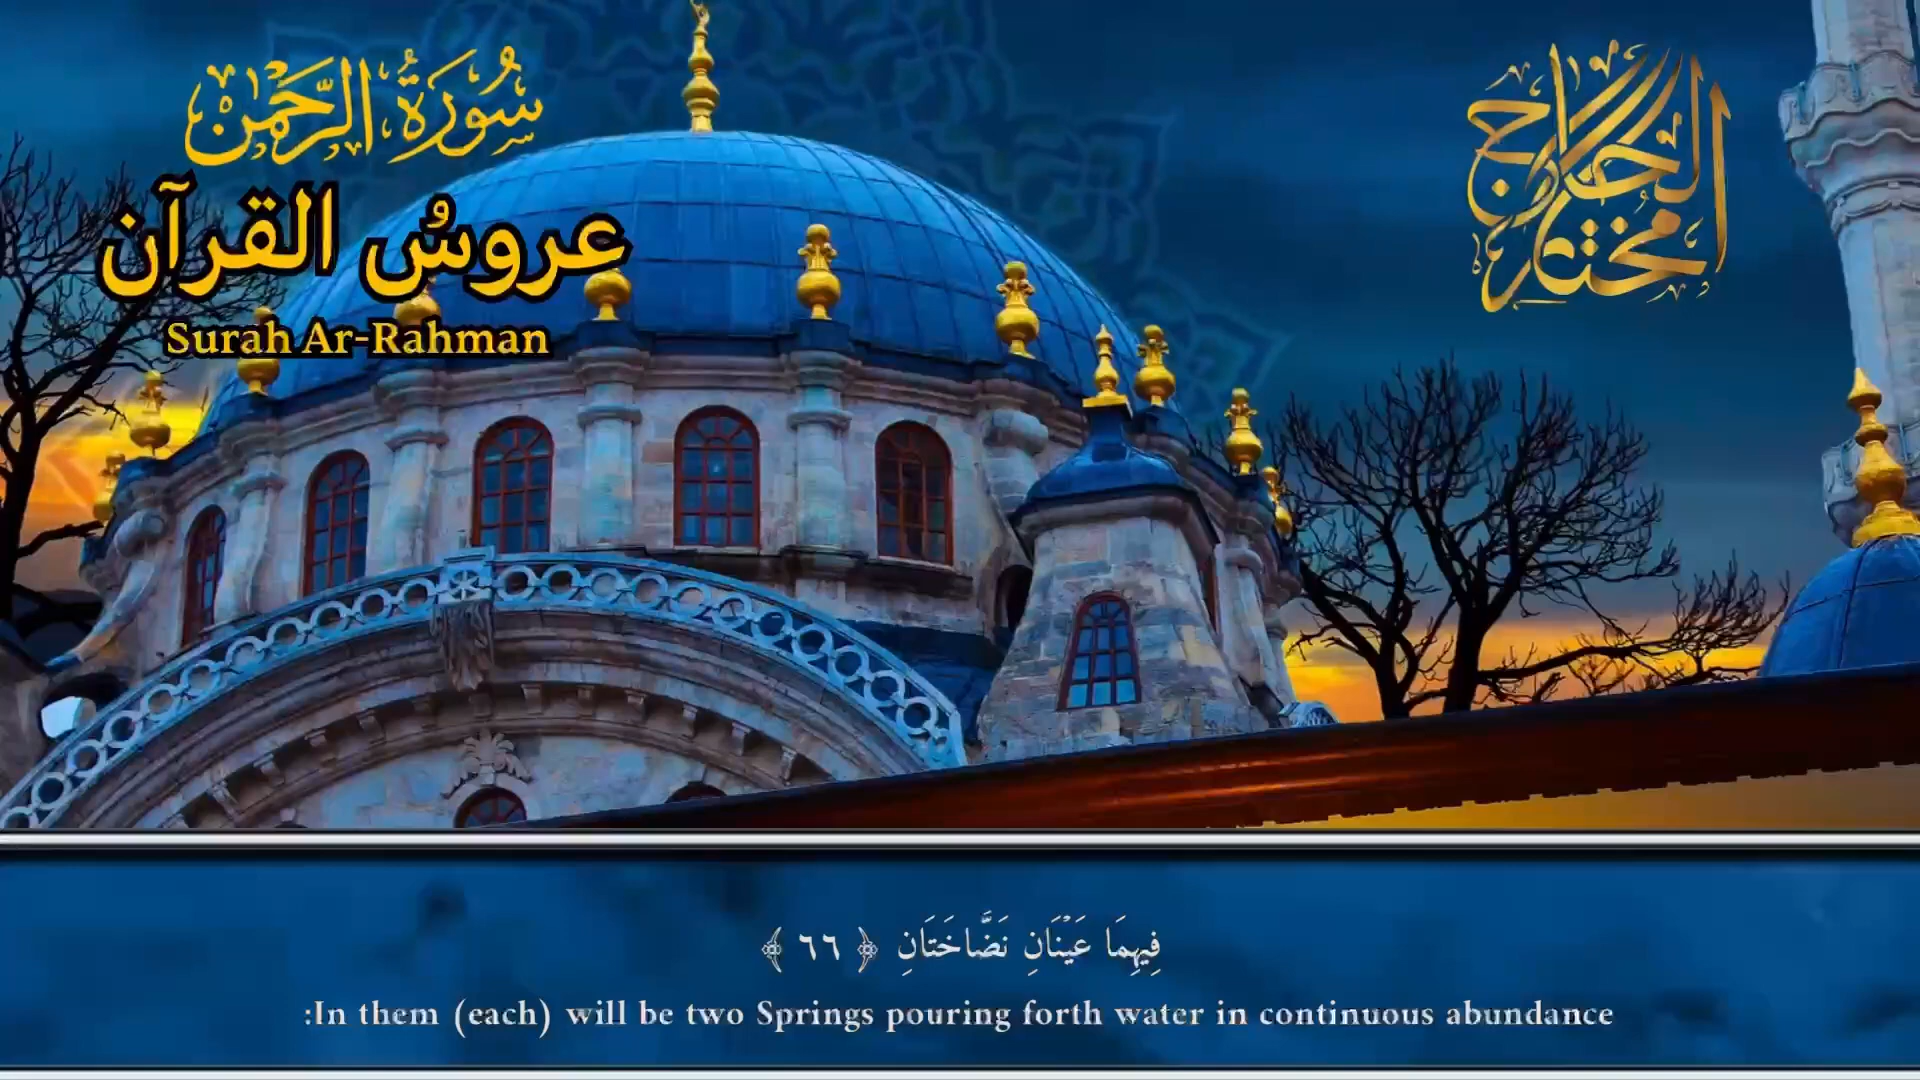 سُورَةُ الرَّحْمٰنِ
عروسُ القرآن
Surah Ar-Rahman
مختار الحاج
فِيهِمَا عَيْنَانِ نَضَّاخَتَانِ ﴿ ٦٦ ﴾
:In them (each) will be two Springs pouring forth water in continuous abundance